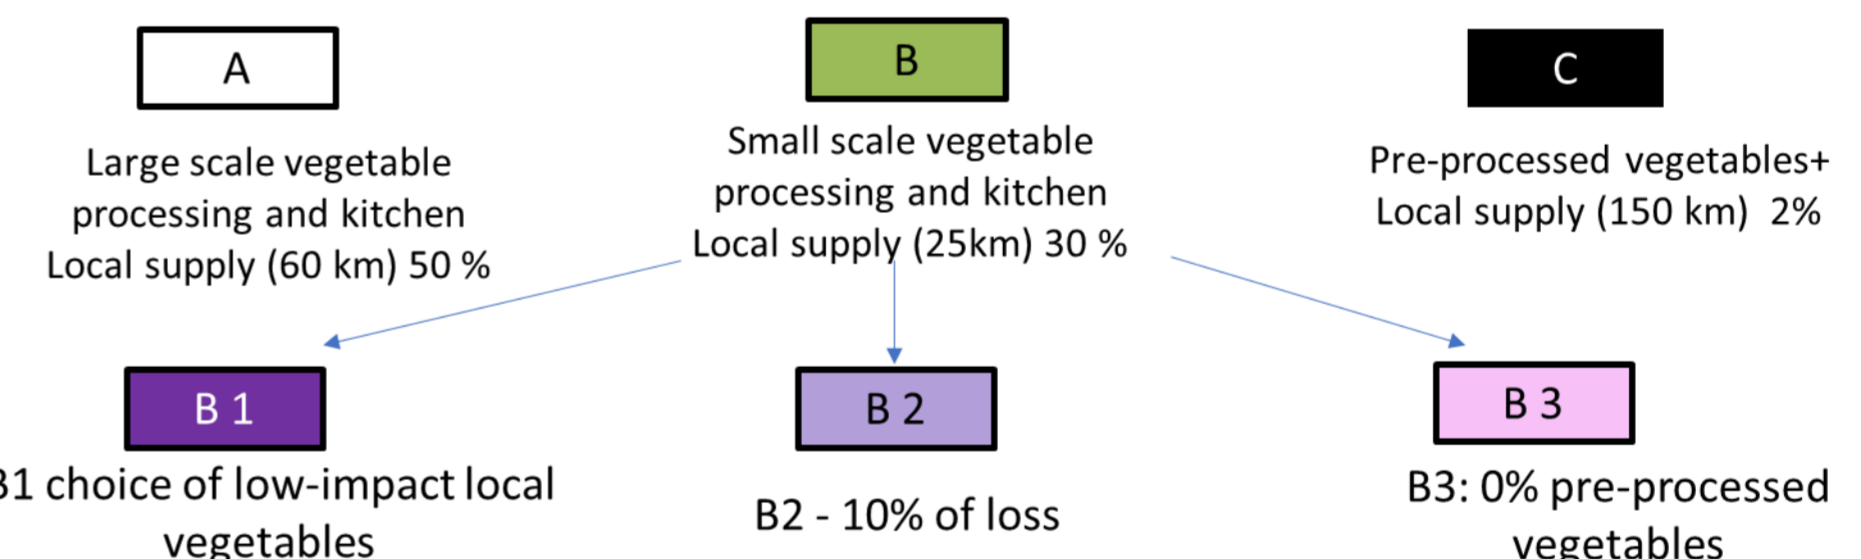 A
B
C
Large scale vegetable
processing and kitchen
Local supply (60 km) 50 %
Small scale vegetable
processing and kitchen
Local supply (25km) 30 %
Pre-processed vegetables+
Local supply (150 km) 2%
B 1
B 2
B 3
B1 choice of low-impact local
vegetables
B2 - 10% of loss
B3: 0% pre-processed
vegetables